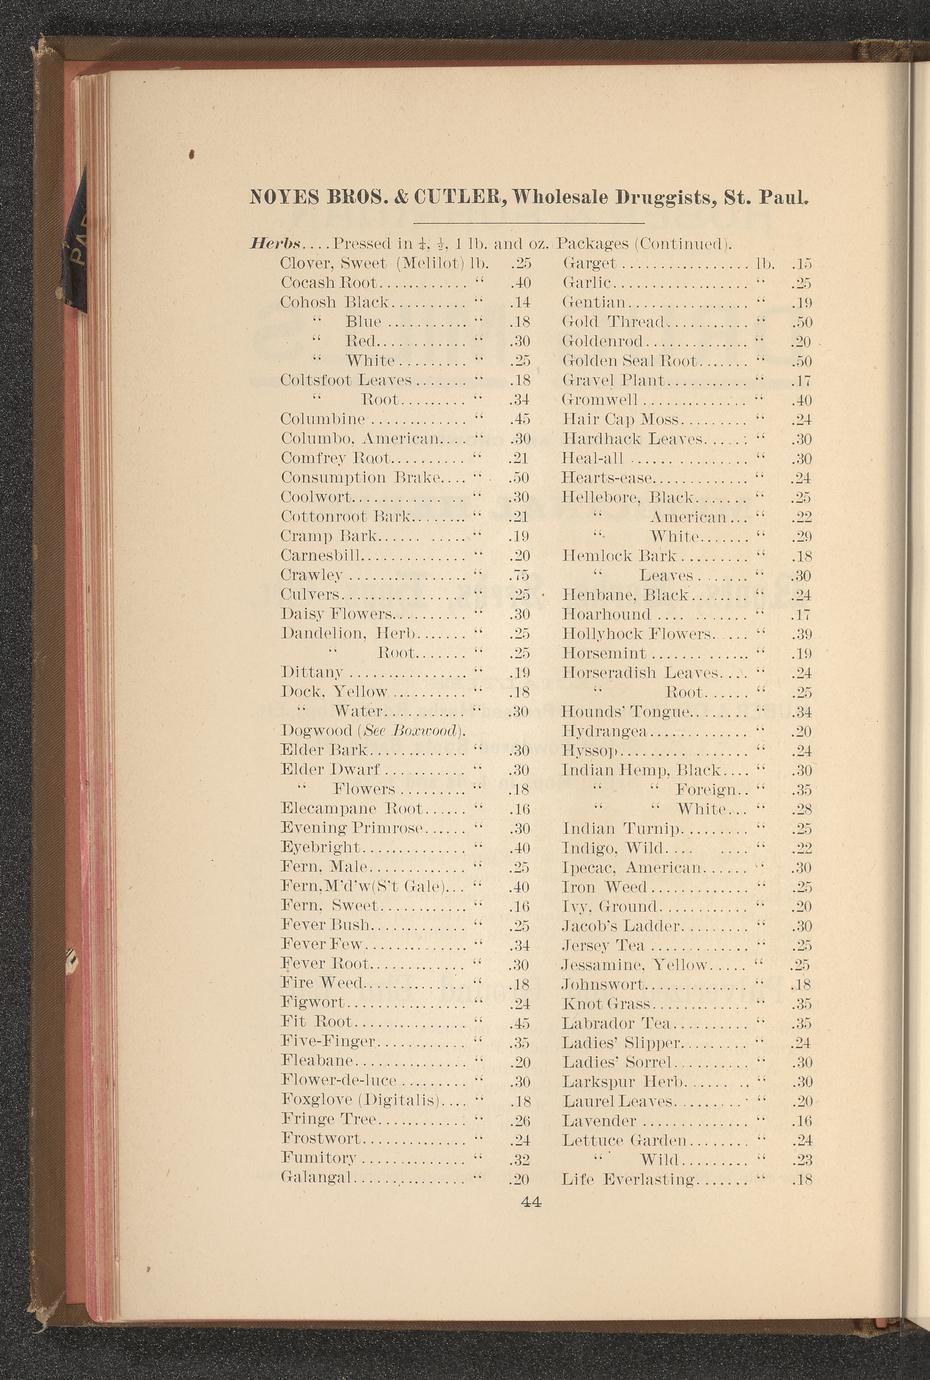 NOYES BROS. & CUTLER, Wholesale Druggists, St. Paul.
Herbs....Pressed in ¼, ½, 1 lb. and oz. Packages (Continued).
Clover, Sweet (Melilot) lb. .25
Cocash Root............ “ .40
Cohosh Black.......... “ .14
“ Blue ........... “ .18
“ Red............ “ .30
“ White ......... “ .25
Coltsfoot Leaves ....... “ .18
“ Root......... “ .34
Columbine ............. “ .45
Columbo, American.... “ .30
Comfrey Root.......... “ .21
Consumption Brake.... “ .50
Coolwort............... “ .30
Cottonroot Bark........ “ .21
Cramp Bark...... ..... “ .19
Carnesbill.............. “ .20
Crawley ................ “ .75
Culvers................. “ .25
Daisy Flowers.......... “ .30
Dandelion, Herb....... “ .25
“ Root....... “ .25
Dittany ................ “ .19
Dock, Yellow .......... “ .18
“ Water........... “ .30
Dogwood (See Boxwood).
Elder Bark............. “ .30
Elder Dwarf ........... “ .30
“ Flowers ......... “ .18
Elecampane Root...... “ .16
Evening Primrose...... “ .30
Eyebright.............. “ .40
Fern, Male............. “ .25
Fern,M'd'w(S't Gale)... “ .40
Fern, Sweet............ “ .16
Fever Bush............. “ .25
Fever Few.............. “ .34
Fever Root............. “ .30
Fire Weed.............. “ .18
Figwort................ “ .24
Fit Root............... “ .45
Five-Finger............ “ .35
Fleabane............... “ .20
Flower-de-luce ......... “ .30
Foxglove (Digitalis).... “ .18
Fringe Tree............ “ .26
Frostwort.............. “ .24
Fumitory .............. “ .32
Galangal............... “ .20
Garget ................. lb. .15
Garlic.................. “ .25
Gentian................ “ .19
Gold Thread........... “ .50
Goldenrod.............. “ .20
Golden Seal Root....... “ .50
Gravel Plant........... “ .17
Gromwell .............. “ .40
Hair Cap Moss......... “ .24
Hardhack Leaves...... “ .30
Heal-all ............... “ .30
Hearts-ease............. “ .24
Hellebore, Black....... “ .25
“ American... “ .22
“ White....... “ .29
Hemlock Bark ......... “ .18
“ Leaves ....... “ .30
Henbane, Black........ “ .24
Hoarhound .... ....... “ .17
Hollyhock Flowers..... “ .39
Horsemint ............. “ .19
Horseradish Leaves.... “ .24
“ Root...... “ .25
Hounds' Tongue........ “ .34
Hydrangea............. “ .20
Hyssop................. “ .24
Indian Hemp, Black.... “ .30
“ “ Foreign.. “ .35
“ “ White... “ .28
Indian Turnip......... “ .25
Indigo, Wild.... .... “ .22
Ipecac, American...... “ .30
Iron Weed............. “ .25
Ivy, Ground............ “ .20
Jacob's Ladder......... “ .30
Jersey Tea ............ “ .25
Jessamine, Yellow..... “ .25
Johnswort.............. “ .18
Knot Grass............. “ .35
Labrador Tea.......... “ .35
Ladies' Slipper......... “ .24
Ladies' Sorrel.......... “ .30
Larkspur Herb...... .. “ .30
Laurel Leaves.......... “ .20
Lavender .............. “ .16
Lettuce Garden........ “ .24
“ Wild......... “ .23
Life Everlasting....... “ .18
44